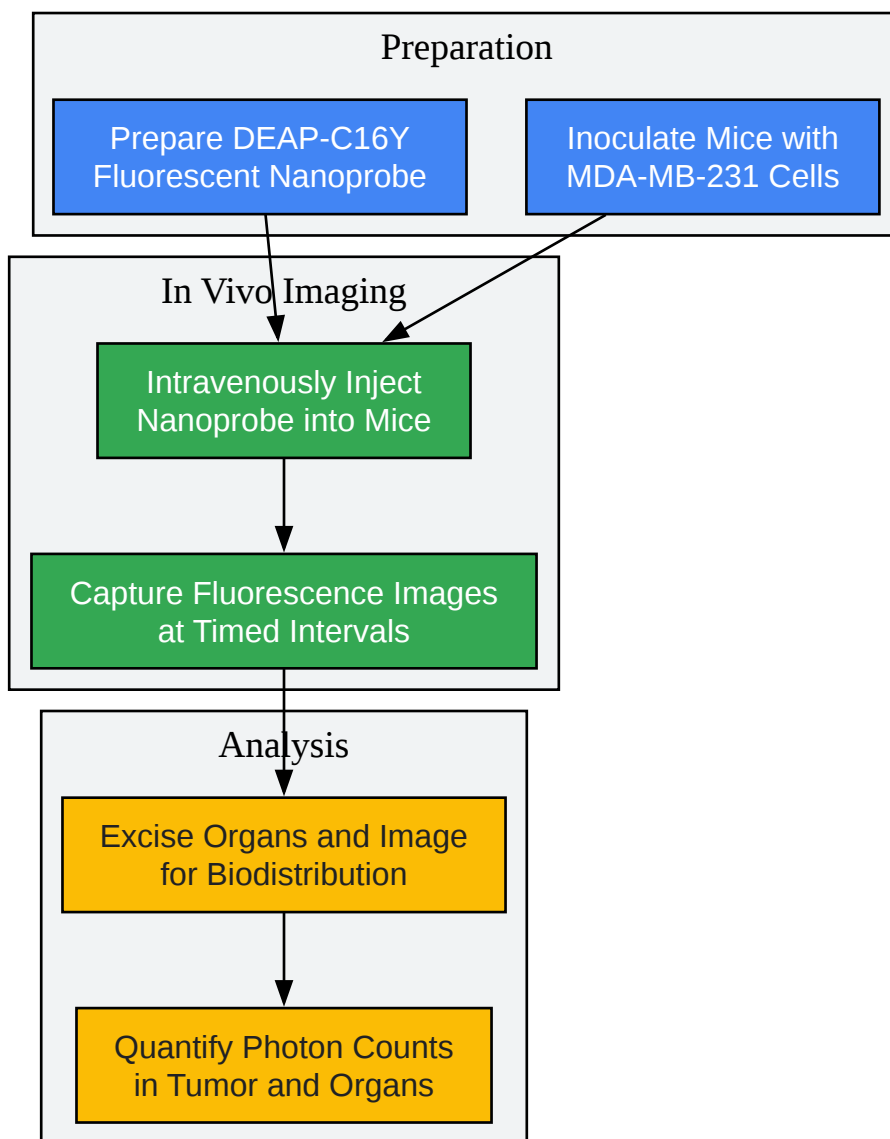 Preparation
Prepare DEAP-C16Y
Fluorescent Nanoprobe
Inoculate Mice with
MDA-MB-231 Cells
In Vivo Imaging
Intravenously Inject
Nanoprobe into Mice
Capture Fluorescence Images
at Timed Intervals
Analysis
Excise Organs and Image
for Biodistribution
Quantify Photon Counts
in Tumor and Organs